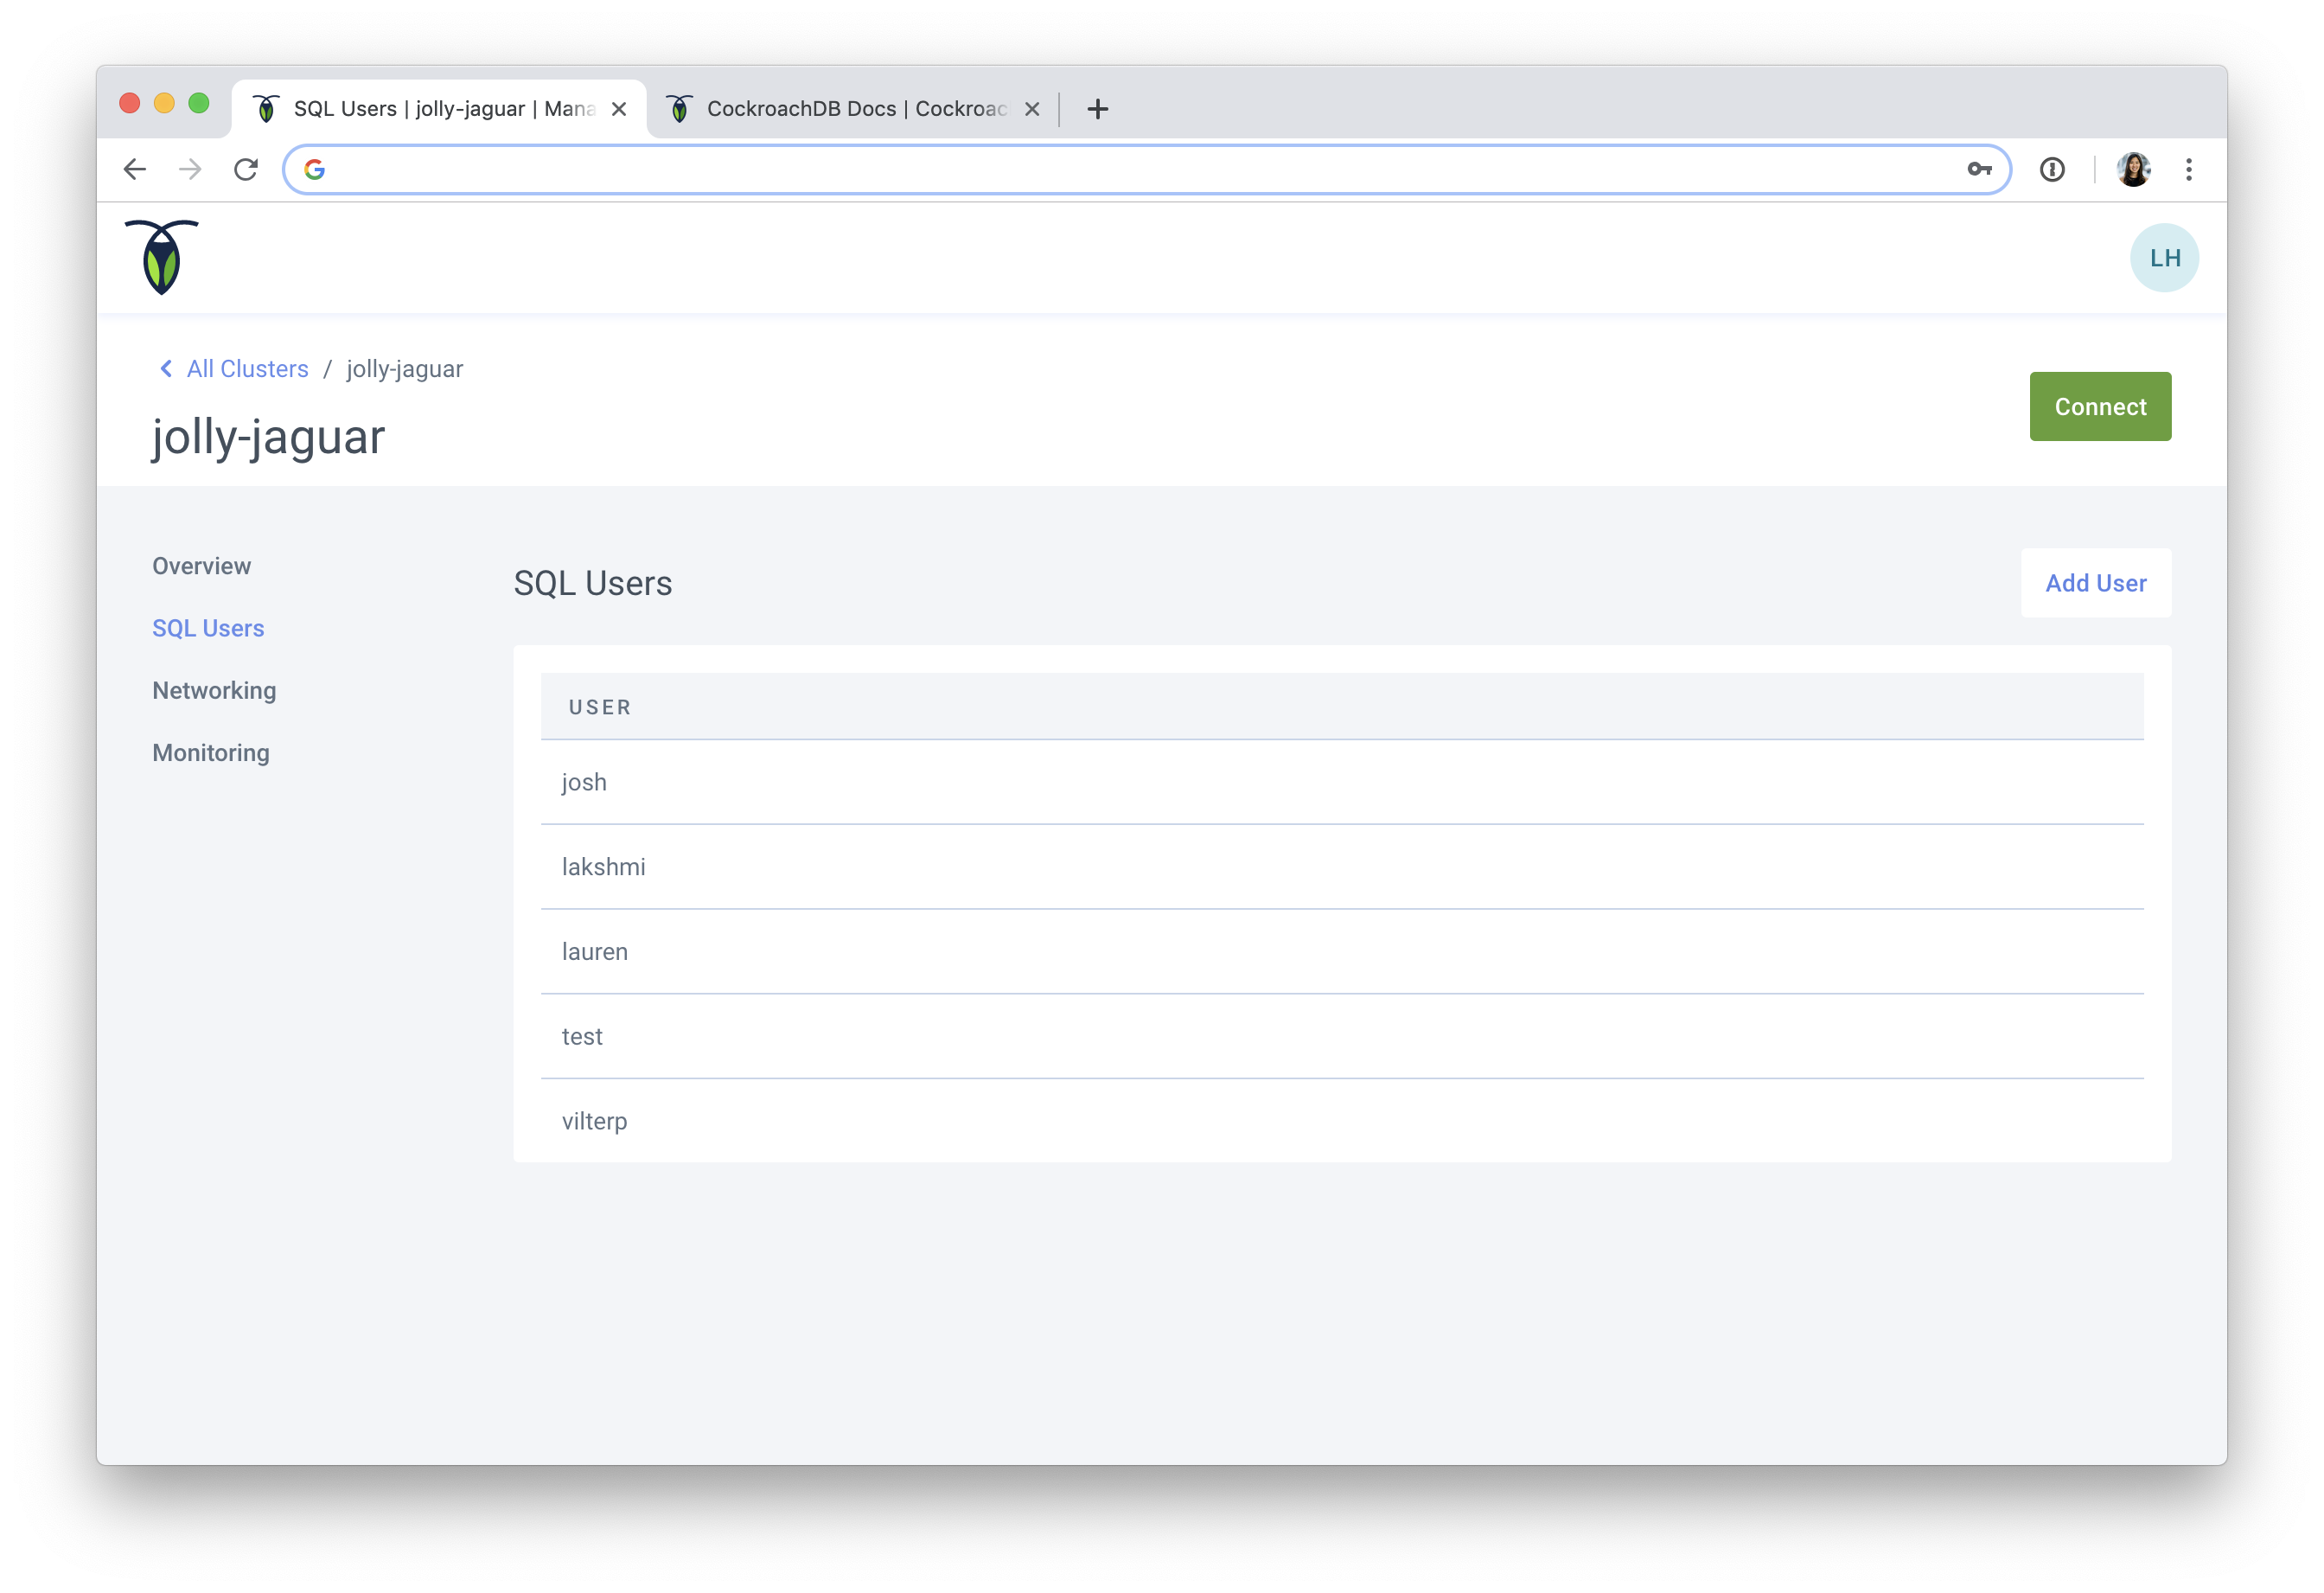 SQL Users | jolly-jaguar | Mana
CockroachDB Docs | Cockroac
LH
All Clusters / jolly-jaguar
jolly-jaguar
Connect
Overview
SQL Users
Networking
Monitoring
SQL Users
Add User
USER
josh
lakshmi
lauren
test
vilterp